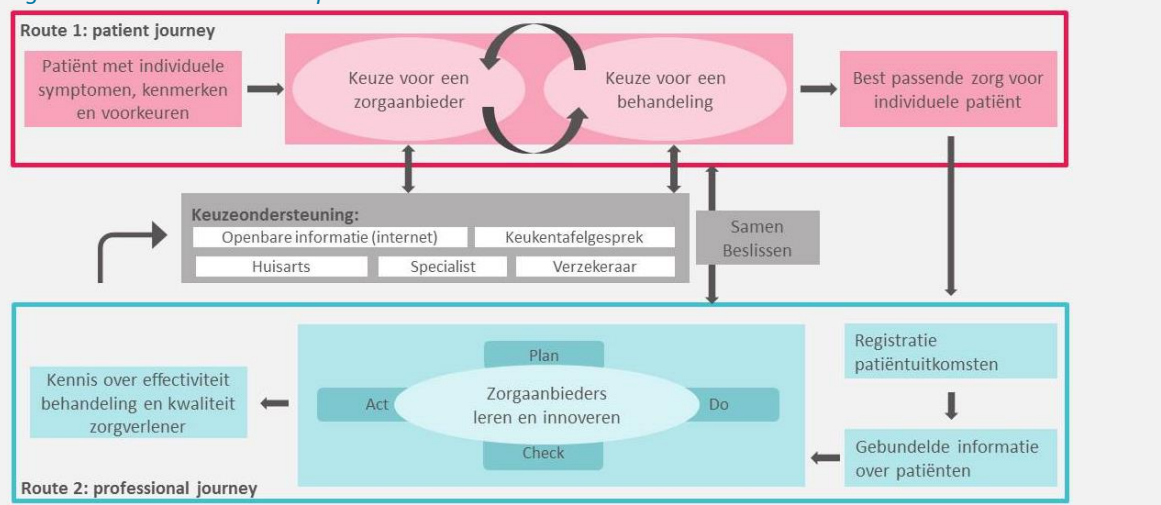 Route 1: patient journey
Patiënt met individuele
symptomen, kenmerken
en voorkeuren
Keuze voor een
zorgaanbieder
Keuze voor een
behandeling
Best passende zorg voor
individuele patiënt
Keuzeondersteuning:
Openbare informatie (internet)
Keukentafelgesprek
Huisarts
Specialist
Verzekeraar
Samen
Beslissen
Registratie
patiëntuitkomsten
Gebundelde informatie
over patiënten
Plan
Act
Zorgaanbieders
leren en innoveren
Do
Check
Kennis over effectiviteit
behandeling en kwaliteit
zorgverlener
Route 2: professional journey